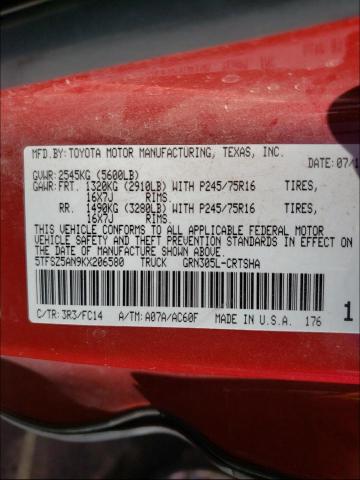 MFD.BY: TOYOTA MOTOR MANUFACTURING, TEXAS, INC.
DATE: 07/1
GVWR: 2545KG (5600LB)
GAWR: FRT. 1320KG (2910LB) WITH P245/75R16 TIRES,
16X7J RIMS.
RR. 1490KG (3280LB) WITH P245/75R16 TIRES,
16X7J RIMS.
THIS VEHICLE CONFORMS TO ALL APPLICABLE FEDERAL MOTOR
VEHICLE SAFETY AND THEFT PREVENTION STANDARDS IN EFFECT ON
THE DATE OF MANUFACTURE SHOWN ABOVE.
5TFSZ5AN9KX206580 TRUCK GRN305L-CRTSHA
C/TR: 3R3/FC14 A/TM: A07A/AC60F MADE IN U.S.A. 176
1